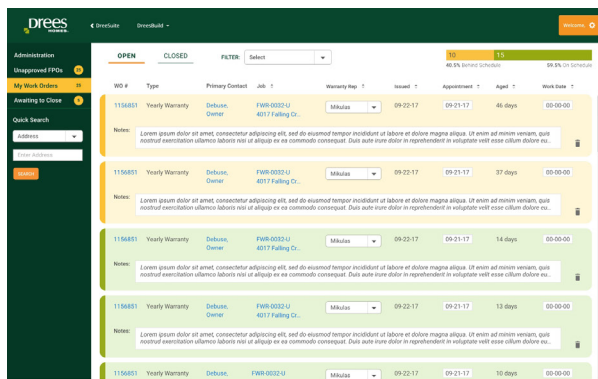 Drees
HOMES.
DreeSuite
DreesBuild
Welcome,
Administration
Unapproved FPOs 25
My Work Orders 25
Awaiting to Close 5
Quick Search
Address
Enter Address
SEARCH
OPEN CLOSED FILTER: Select
10 15
40.5% Behind Schedule 59.5% On Schedule
WO # Type Primary Contact Job Warranty Rep Issued Appointment Aged Work Date
1156851 Yearly Warranty Debuse, Owner FWR-0032-U 4017 Falling Cr... Mikulas 09-22-17 09-21-17 46 days 00-00-00
Notes: Lorem ipsum dolor sit amet, consectetur adipiscing elit, sed do eiusmod tempor incididunt ut labore et dolore magna aliqua. Ut enim ad minim veniam, quis
nostrud exercitation ullamco laboris nisi ut aliquip ex ea commodo consequat. Duis aute irure dolor in reprehenderit in voluptate velit esse cillum dolore eu...
1156851 Yearly Warranty Debuse, Owner FWR-0032-U 4017 Falling Cr... Mikulas 09-22-17 09-21-17 37 days 00-00-00
Notes: Lorem ipsum dolor sit amet, consectetur adipiscing elit, sed do eiusmod tempor incididunt ut labore et dolore magna aliqua. Ut enim ad minim veniam, quis
nostrud exercitation ullamco laboris nisi ut aliquip ex ea commodo consequat. Duis aute irure dolor in reprehenderit in voluptate velit esse cillum dolore eu...
1156851 Yearly Warranty Debuse, Owner FWR-0032-U 4017 Falling Cr... Mikulas 09-22-17 09-21-17 14 days 00-00-00
Notes: Lorem ipsum dolor sit amet, consectetur adipiscing elit, sed do eiusmod tempor incididunt ut labore et dolore magna aliqua. Ut enim ad minim veniam, quis
nostrud exercitation ullamco laboris nisi ut aliquip ex ea commodo consequat. Duis aute irure dolor in reprehenderit in voluptate velit esse cillum dolore eu...
1156851 Yearly Warranty Debuse, Owner FWR-0032-U 4017 Falling Cr... Mikulas 09-22-17 09-21-17 13 days 00-00-00
Notes: Lorem ipsum dolor sit amet, consectetur adipiscing elit, sed do eiusmod tempor incididunt ut labore et dolore magna aliqua. Ut enim ad minim veniam, quis
nostrud exercitation ullamco laboris nisi ut aliquip ex ea commodo consequat. Duis aute irure dolor in reprehenderit in voluptate velit esse cillum dolore eu...
1156851 Yearly Warranty Debuse, FWR-0032-U Mikulas 09-22-17 09-21-17 10 days 00-00-00